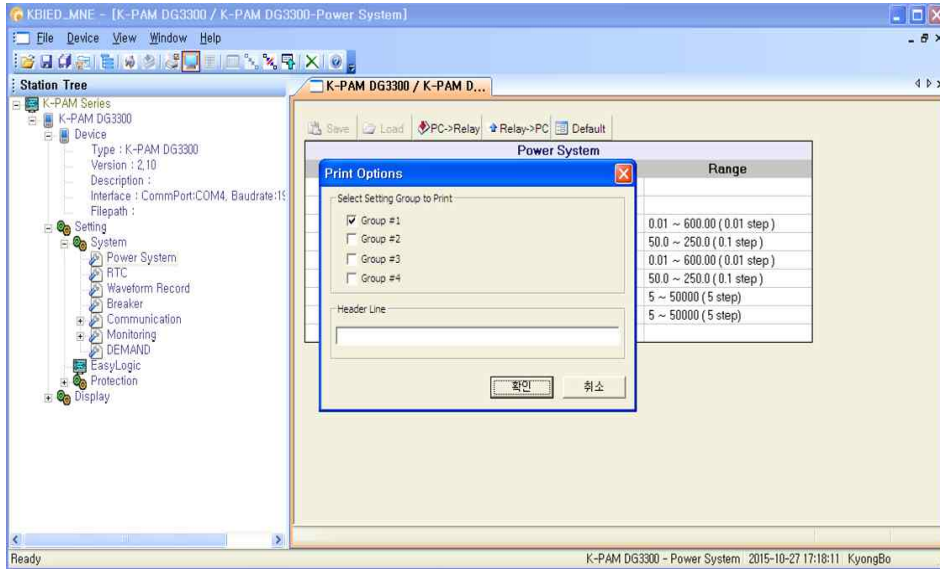 KBIED_MNE - [K-PAM DG3300 / K-PAM DG3300-Power System]
File Device View Window Help
Station Tree
K-PAM DG3300 / K-PAM D...
K-PAM Series
K-PAM DG3300
Device
Type : K-PAM DG3300
Version : 2,10
Description :
Interface : CommPort:COM4, Baudrate:19
Filepath :
Setting
System
Power System
RTC
Waveform Record
Breaker
Communication
Monitoring
DEMAND
EasyLogic
Protection
Display
Save Load PC->Relay Relay->PC Default
Power System
Range
0.01 ~ 600.00 ( 0.01 step )
50.0 ~ 250.0 ( 0.1 step )
0.01 ~ 600.00 ( 0.01 step )
50.0 ~ 250.0 ( 0.1 step )
5 ~ 50000 ( 5 step)
5 ~ 50000 ( 5 step)
Print Options
Select Setting Group to Print
Group #1
Group #2
Group #3
Group #4
Header Line
확인 취소
Ready
K-PAM DG3300 - Power System 2015-10-27 17:18:11 KyongBo